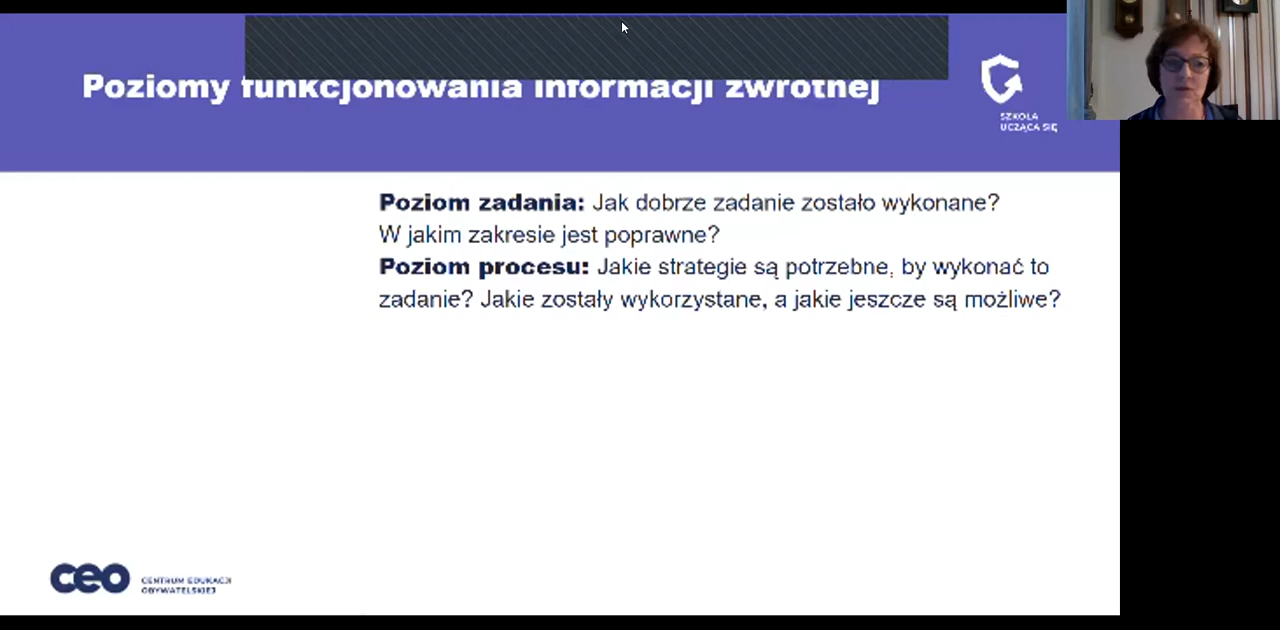 Poziomy funkcjonowania informacji zwrotnej
SZKOŁA
UCZĄCA SIĘ
Poziom zadania: Jak dobrze zadanie zostało wykonane?
W jakim zakresie jest poprawne?
Poziom procesu: Jakie strategie są potrzebne, by wykonać to
zadanie? Jakie zostały wykorzystane, a jakie jeszcze są możliwe?
ceo
CENTRUM EDUKACJI
OBYWATELSKIEJ